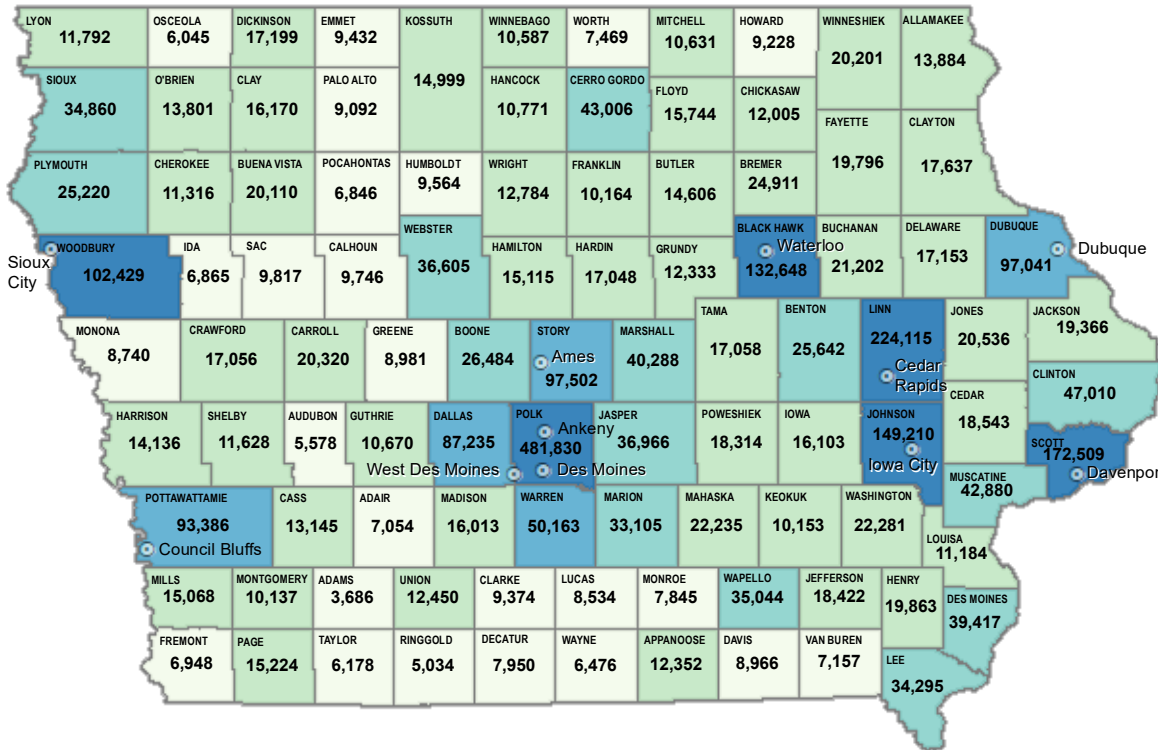 LYON
11,792
OSCEOLA
6,045
DICKINSON
17,199
EMMET
9,432
KOSSUTH
14,999
WINNEBAGO
10,587
WORTH
7,469
MITCHELL
10,631
HOWARD
9,228
WINNESHIEK
20,201
ALLAMAKEE
13,884
SIOUX
34,860
O'BRIEN
13,801
CLAY
16,170
PALO ALTO
9,092
HANCOCK
10,771
CERRO GORDO
43,006
FLOYD
15,744
CHICKASAW
12,005
FAYETTE
19,796
CLAYTON
17,637
PLYMOUTH
25,220
CHEROKEE
11,316
BUENA VISTA
20,110
POCAHONTAS
6,846
HUMBOLDT
9,564
WRIGHT
12,784
FRANKLIN
10,164
BUTLER
14,606
BREMER
24,911
WOODBURY
102,429
Sioux
City
IDA
6,865
SAC
9,817
CALHOUN
9,746
WEBSTER
36,605
HAMILTON
15,115
HARDIN
17,048
GRUNDY
12,333
BLACK HAWK
Waterloo
132,648
BUCHANAN
21,202
DELAWARE
17,153
DUBUQUE
97,041
Dubuque
MONONA
8,740
CRAWFORD
17,056
CARROLL
20,320
GREENE
8,981
BOONE
26,484
STORY
Ames
97,502
MARSHALL
40,288
TAMA
17,058
BENTON
25,642
LINN
224,115
Cedar
Rapids
JONES
20,536
JACKSON
19,366
CLINTON
47,010
HARRISON
14,136
SHELBY
11,628
AUDUBON
5,578
GUTHRIE
10,670
DALLAS
87,235
West Des Moines
POLK
Ankeny
481,830
Des Moines
JASPER
36,966
POWESHIEK
18,314
IOWA
16,103
JOHNSON
149,210
Iowa City
CEDAR
18,543
SCOTT
172,509
Davenpor
MUSCATINE
42,880
POTTAWATTAMIE
93,386
Council Bluffs
CASS
13,145
ADAIR
7,054
MADISON
16,013
WARREN
50,163
MARION
33,105
MAHASKA
22,235
KEOKUK
10,153
WASHINGTON
22,281
LOUISA
11,184
MILLS
15,068
MONTGOMERY
10,137
ADAMS
3,686
UNION
12,450
CLARKE
9,374
LUCAS
8,534
MONROE
7,845
WAPELLO
35,044
JEFFERSON
18,422
HENRY
19,863
DES MOINES
39,417
FREMONT
6,948
PAGE
15,224
TAYLOR
6,178
RINGGOLD
5,034
DECATUR
7,950
WAYNE
6,476
APPANOOSE
12,352
DAVIS
8,966
VAN BUREN
7,157
LEE
34,295